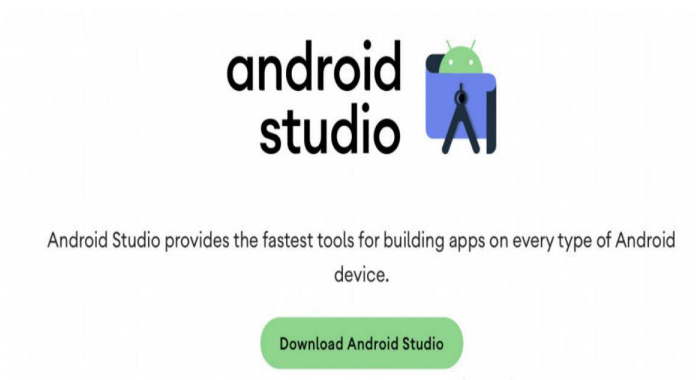 android
studio
Android Studio provides the fastest tools for building apps on every type of Android
device.
Download Android Studio